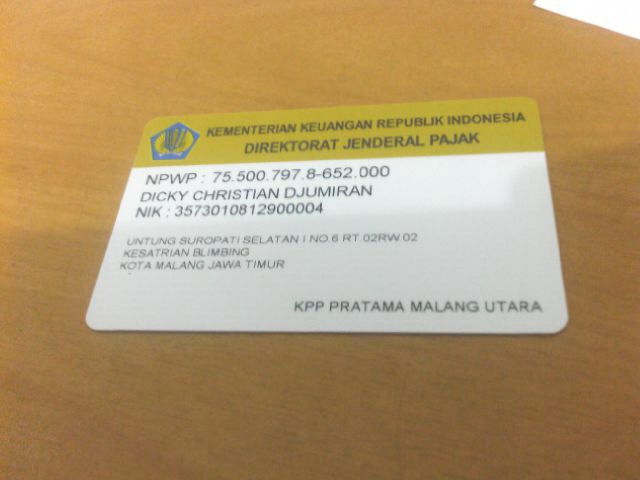 KEMENTERIAN KEUANGAN REPUBLIK INDONESIA
DIREKTORAT JENDERAL PAJAK
NPWP : 75.500.797.8-652.000
DICKY CHRISTIAN DJUMIRAN
NIK : 3573010812900004
UNTUNG SUROPATI SELATAN I NO.6 RT.02RW.02
KESATRIAN BLIMBING
KOTA MALANG JAWA TIMUR
KPP PRATAMA MALANG UTARA